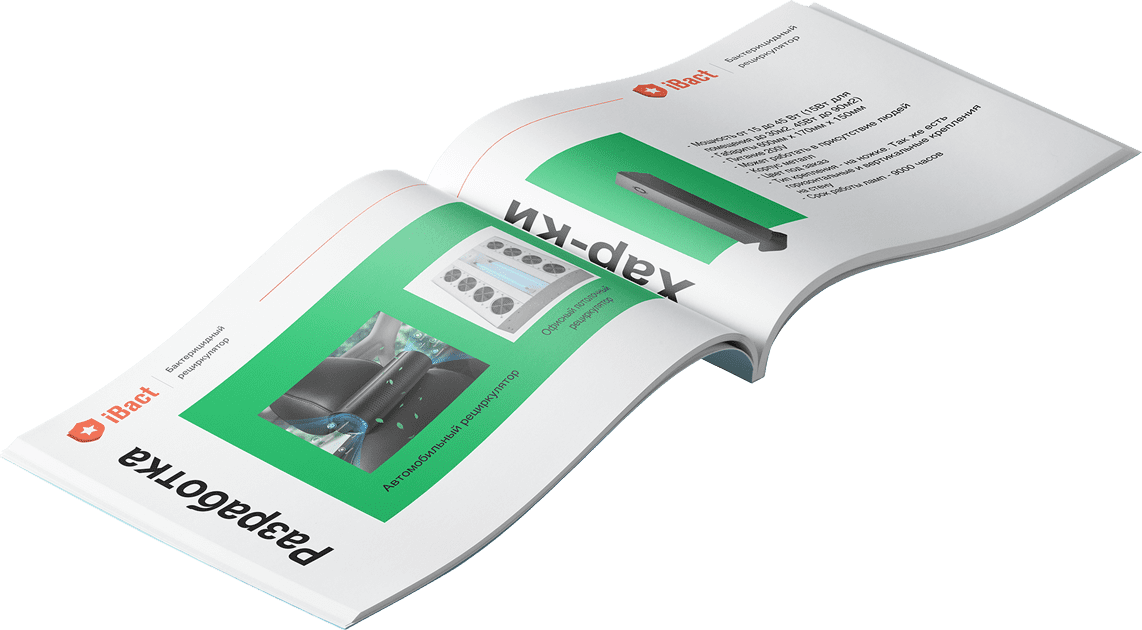 iBact
Бактерицидный
рециркулятор
Разработка
Автомобильный рециркулятор
Офисный потолочный
рециркулятор
iBact
Бактерицидный
рециркулятор
хар-ки
· Мощность от 15 до 45 Вт (15Вт для
помещения до 30м2, 45Вт до 90м2)
· Габариты 600мм х 170мм х 150мм
· Питание 200V
· Может работать в присутствие людей
· Корпус металл
· Цвет под заказ
· Тип крепления - на ножке. Так же есть
горизонтальные и вертикальные крепления
на стену
· Срок работы ламп - 9000 часов